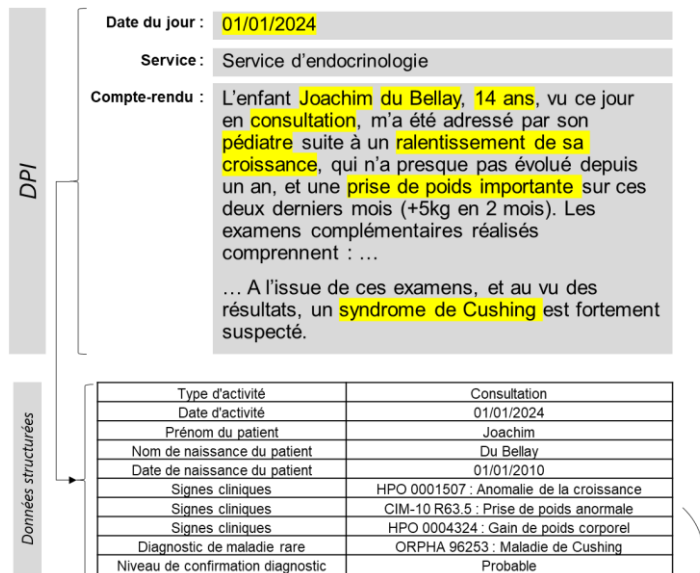 DPI
Date du jour : 01/01/2024
Service : Service d’endocrinologie
Compte-rendu : L’enfant Joachim du Bellay, 14 ans, vu ce jour
en consultation, m’a été adressé par son
pédiatre suite à un ralentissement de sa
croissance, qui n’a presque pas évolué depuis
un an, et une prise de poids importante sur ces
deux derniers mois (+5kg en 2 mois). Les
examens complémentaires réalisés
comprennent : …
… A l’issue de ces examens, et au vu des
résultats, un syndrome de Cushing est fortement
suspecté.
Données structurées
Type d'activité Consultation
Date d'activité 01/01/2024
Prénom du patient Joachim
Nom de naissance du patient Du Bellay
Date de naissance du patient 01/01/2010
Signes cliniques HPO 0001507 : Anomalie de la croissance
Signes cliniques CIM-10 R63.5 : Prise de poids anormale
Signes cliniques HPO 0004324 : Gain de poids corporel
Diagnostic de maladie rare ORPHA 96253 : Maladie de Cushing
Niveau de confirmation diagnostic Probable